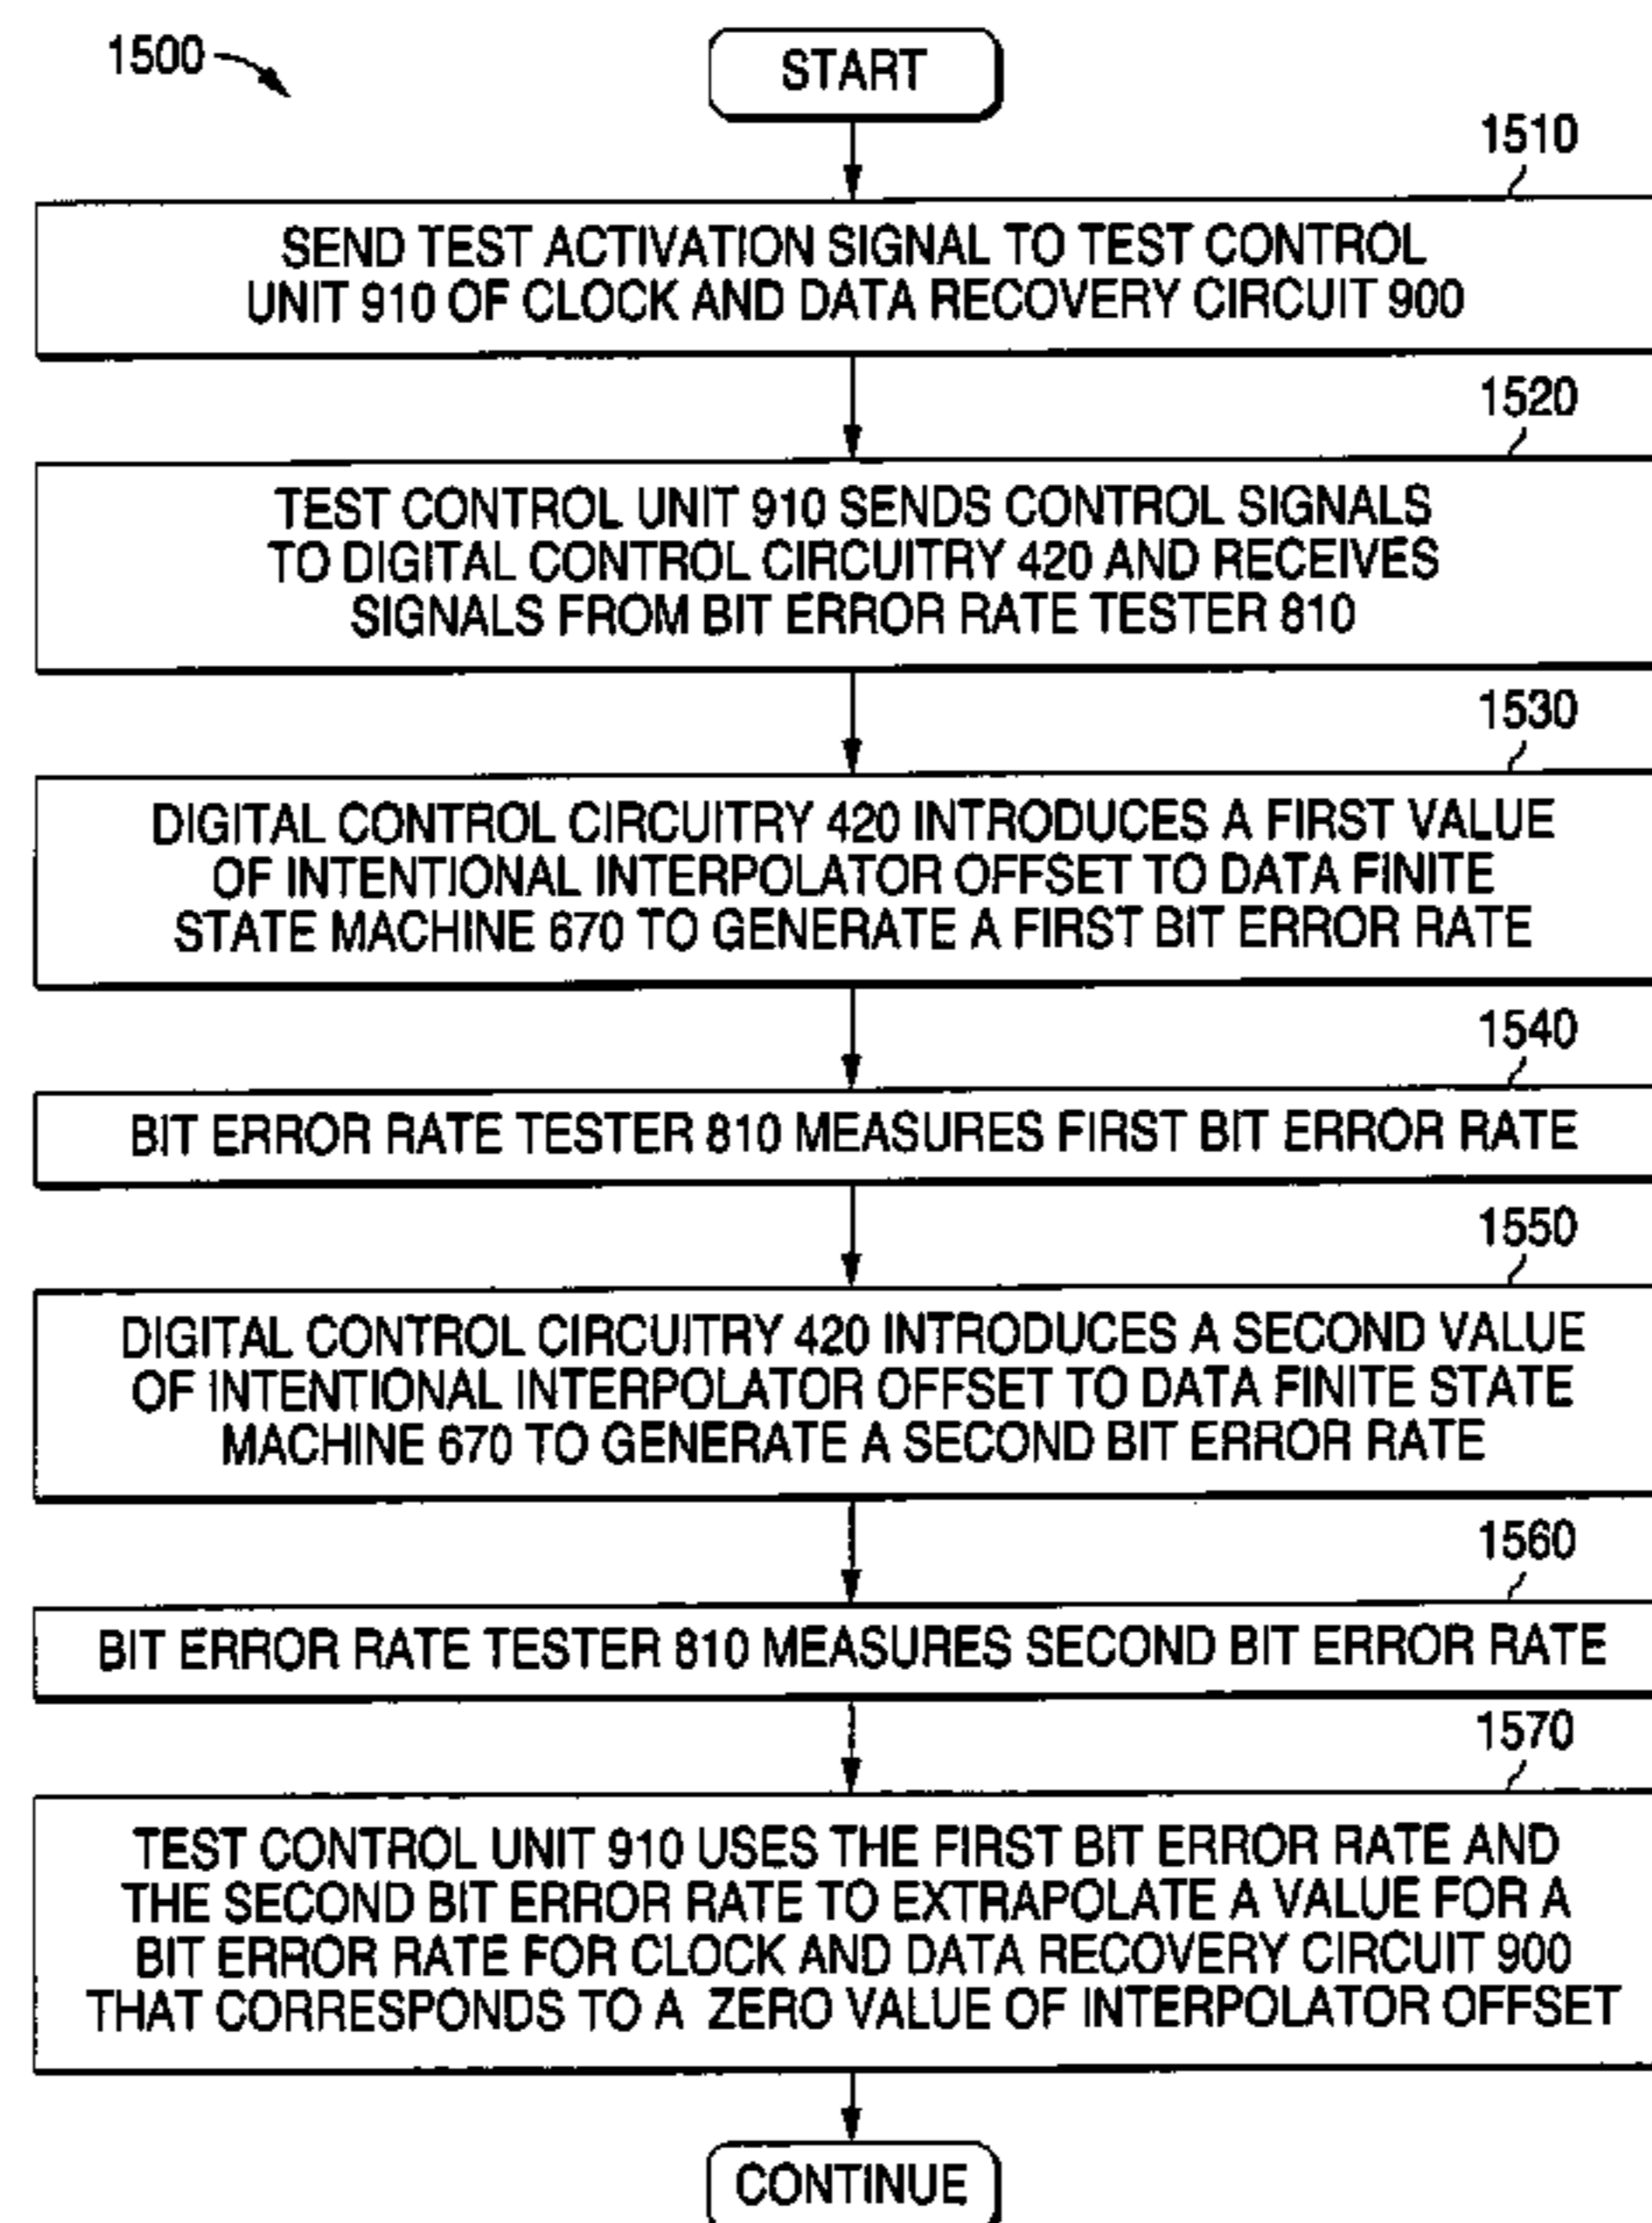 1500
START
1510
SEND TEST ACTIVATION SIGNAL TO TEST CONTROL
UNIT 910 OF CLOCK AND DATA RECOVERY CIRCUIT 900
1520
TEST CONTROL UNIT 910 SENDS CONTROL SIGNALS
TO DIGITAL CONTROL CIRCUITRY 420 AND RECEIVES
SIGNALS FROM BIT ERROR RATE TESTER 810
1530
DIGITAL CONTROL CIRCUITRY 420 INTRODUCES A FIRST VALUE
OF INTENTIONAL INTERPOLATOR OFFSET TO DATA FINITE
STATE MACHINE 670 TO GENERATE A FIRST BIT ERROR RATE
1540
BIT ERROR RATE TESTER 810 MEASURES FIRST BIT ERROR RATE
1550
DIGITAL CONTROL CIRCUITRY 420 INTRODUCES A SECOND VALUE
OF INTENTIONAL INTERPOLATOR OFFSET TO DATA FINITE STATE
MACHINE 670 TO GENERATE A SECOND BIT ERROR RATE
1560
BIT ERROR RATE TESTER 810 MEASURES SECOND BIT ERROR RATE
1570
TEST CONTROL UNIT 910 USES THE FIRST BIT ERROR RATE AND
THE SECOND BIT ERROR RATE TO EXTRAPOLATE A VALUE FOR A
BIT ERROR RATE FOR CLOCK AND DATA RECOVERY CIRCUIT 900
THAT CORRESPONDS TO A ZERO VALUE OF INTERPOLATOR OFFSET
CONTINUE